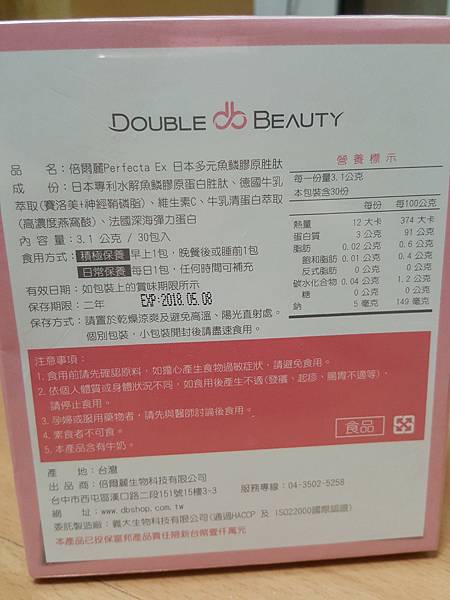 DOUBLE db BEAUTY
品 名：倍爾麗Perfecta Ex 日本多元魚鱗膠原胜肽
成 份：日本專利水解魚鱗膠原蛋白胜肽、德國牛乳
萃取(賽洛美+神經鞘磷脂)、維生素C、牛乳清蛋白萃取
(高濃度燕窩酸)、法國深海彈力蛋白
內 容 量：3.1 公克 / 30包入
食用方式：積極保養 早上1包，晚餐後或睡前1包
日常保養 每日1包，任何時間可補充
有效日期：如包裝上的賞味期限所示
保存期限：二年 EXP:2018.05.08
保存方式：請置於乾燥涼爽及避免高溫、陽光直射處。
個別包裝，小包裝開封後請盡速食用。
營養標示
每一份量3.1公克
本包裝含30份
每份 每100公克
熱量 12 大卡 374 大卡
蛋白質 3 公克 91 公克
脂肪 0.02 公克 0.6 公克
飽和脂肪 0.01 公克 0.4 公克
反式脂肪 0 公克 0 公克
碳水化合物 0.04 公克 1.2 公克
糖 0 公克 0 公克
鈉 5 毫克 149 毫克
注意事項：
1. 食用前請先確認原料，如擔心產生食物過敏症狀，請避免食用。
2. 依個人體質或身體狀況不同，如食用後產生不適(發癢、起疹、腸胃不適等)、
請停止食用。
3. 孕婦或服用藥物者，請先與醫師討論後食用。
4. 素食者不可食。
5. 本產品含有牛奶。
食品
產 地：台灣
出 品 商：倍爾麗生物科技有限公司
台中市西屯區漢口路二段151號15樓3-3 服務專線：04-3502-5258
網 址：www.dbshop.com.tw
委託製造廠：義大生物科技有限公司(通過HACCP 及 ISO22000國際認證)
本產品已投保富邦產品責任險新台幣壹仟萬元